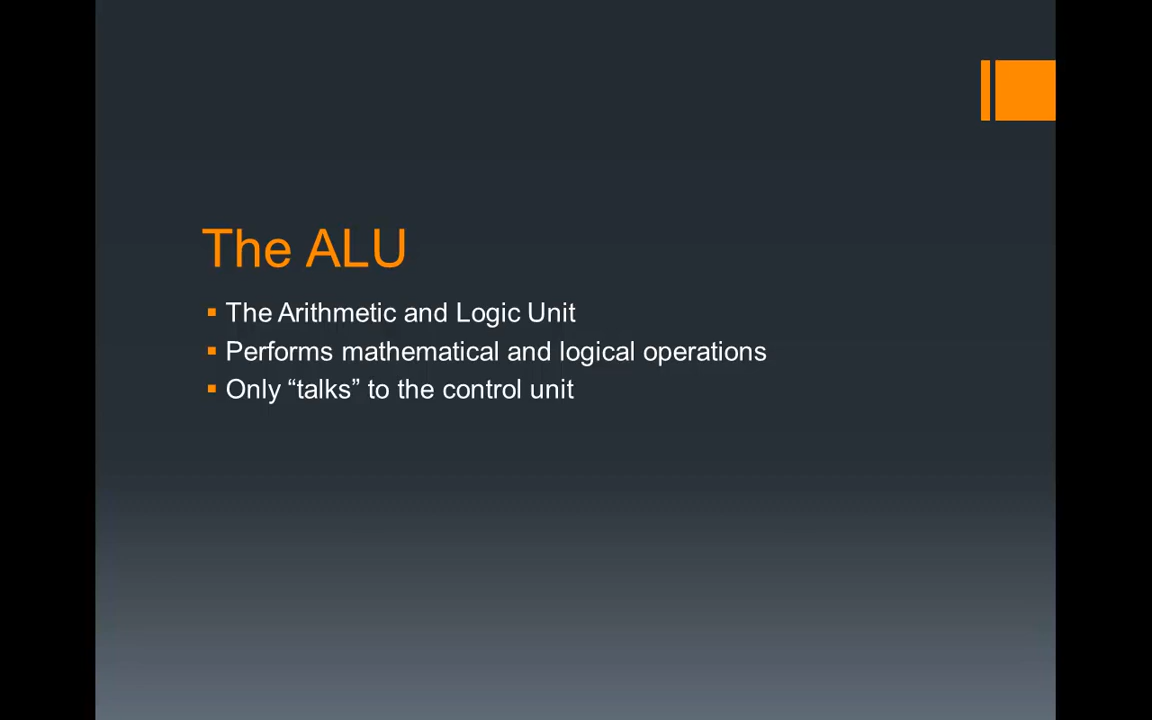 The ALU
The Arithmetic and Logic Unit
Performs mathematical and logical operations
Only “talks” to the control unit